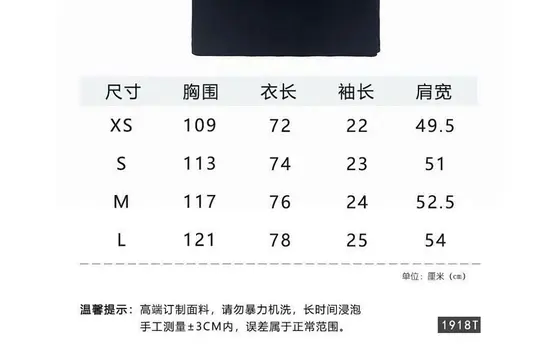 尺寸 胸围 衣长 袖长 肩宽
XS 109 72 22 49.5
S 113 74 23 51
M 117 76 24 52.5
L 121 78 25 54
单位：厘米（cm）
温馨提示：高端订制面料，请勿暴力机洗，长时间浸泡
手工测量±3CM内，误差属于正常范围。
1918T